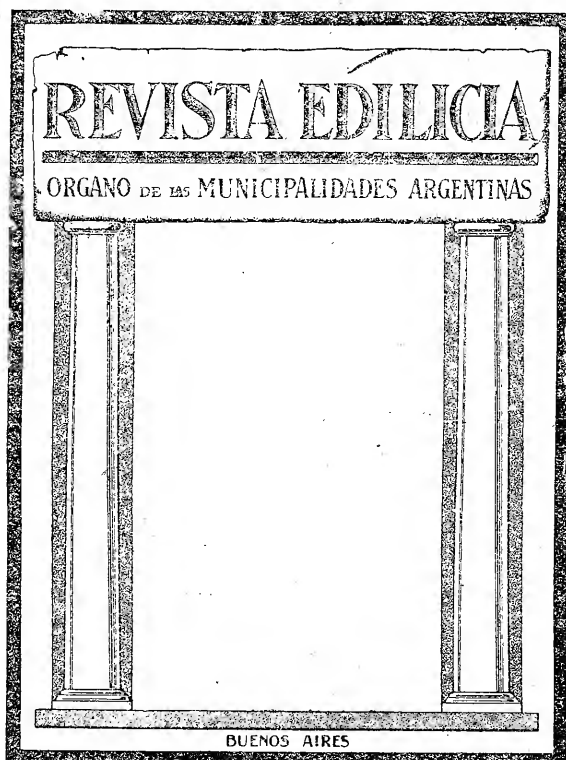 REVISTA EDILICIA
ORGANO DE LAS MUNICIPALIDADES ARGENTINAS
BUENOS AIRES